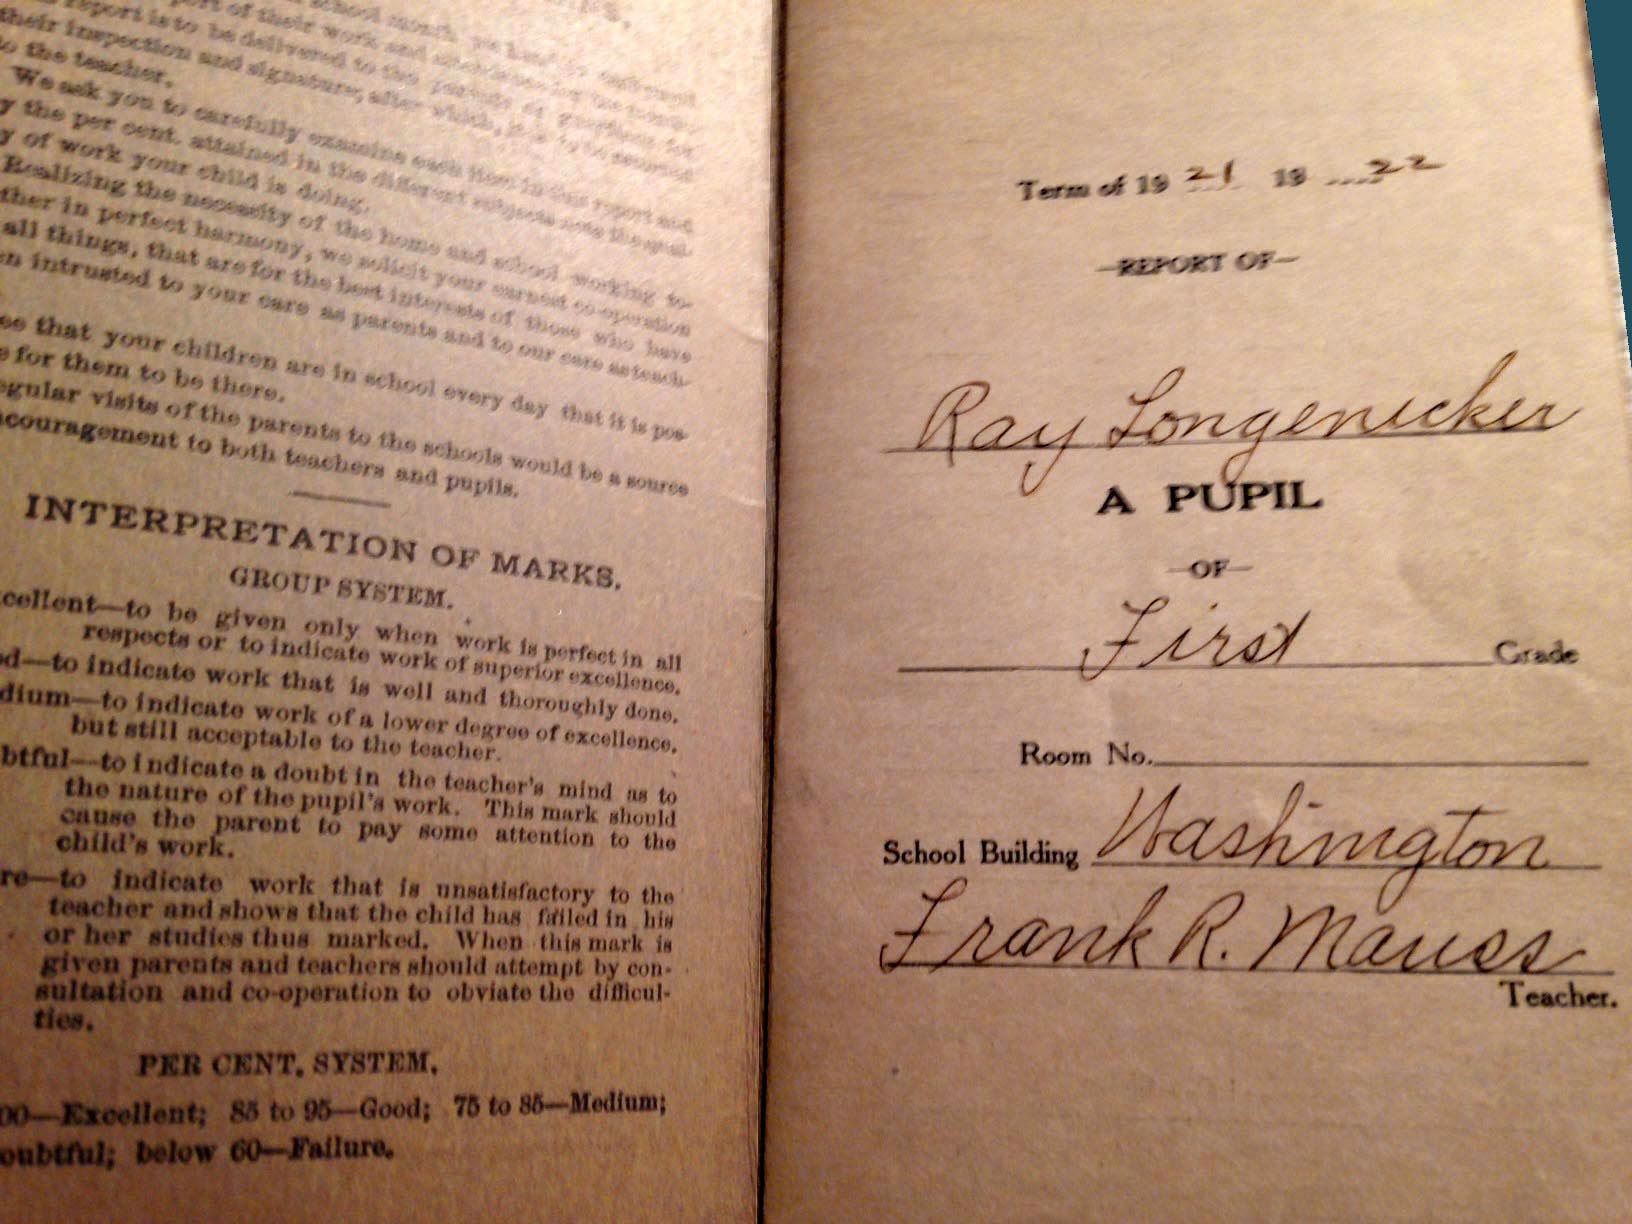 school month
port of their work and
report is to be delivered to the parents or guardians for
their inspection and signature, after which, it is to be returned
to the teacher.
We ask you to carefully examine each item in this report and
y the per cent. attained in the different subjects note the qual-
y of work your child is doing.
Realizing the necessity of the home and school working to-
ther in perfect harmony, we solicit your earnest co-operation
all things, that are for the best interests of those who have
en intrusted to your care as parents and to our care as teach-
ee that your children are in school every day that it is pos-
e for them to be there.
egular visits of the parents to the schools would be a source
ncouragement to both teachers and pupils.
INTERPRETATION OF MARKS.
GROUP SYSTEM.
cellent—to be given only when work is perfect in all
respects or to indicate work of superior excellence.
od—to indicate work that is well and thoroughly done.
dium—to indicate work of a lower degree of excellence,
but still acceptable to the teacher.
btful—to indicate a doubt in the teacher's mind as to
the nature of the pupil's work. This mark should
cause the parent to pay some attention to the
child's work.
re—to indicate work that is unsatisfactory to the
teacher and shows that the child has failed in his
or her studies thus marked. When this mark is
given parents and teachers should attempt by con-
sultation and co-operation to obviate the difficul-
ties.
PER CENT. SYSTEM.
00—Excellent; 85 to 95—Good; 75 to 85—Medium;
oubtful; below 60—Failure.
Term of 19 21 19 22
—REPORT OF—
Ray Longenecker
A PUPIL
—OF—
First Grade
Room No.
School Building Washington
Frank R. Mauss
Teacher.